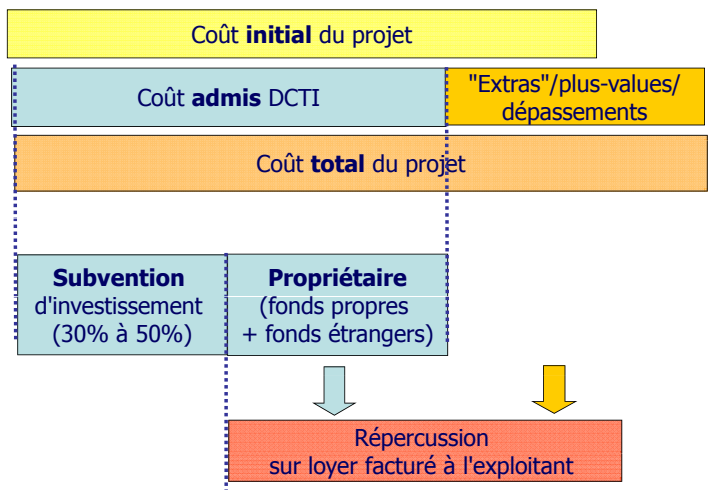 Coût initial du projet
Coût admis DCTI
"Extras"/plus-values/
dépassements
Coût total du projet
Subvention
d'investissement
(30% à 50%)
Propriétaire
(fonds propres
+ fonds étrangers)
Répercussion
sur loyer facturé à l'exploitant